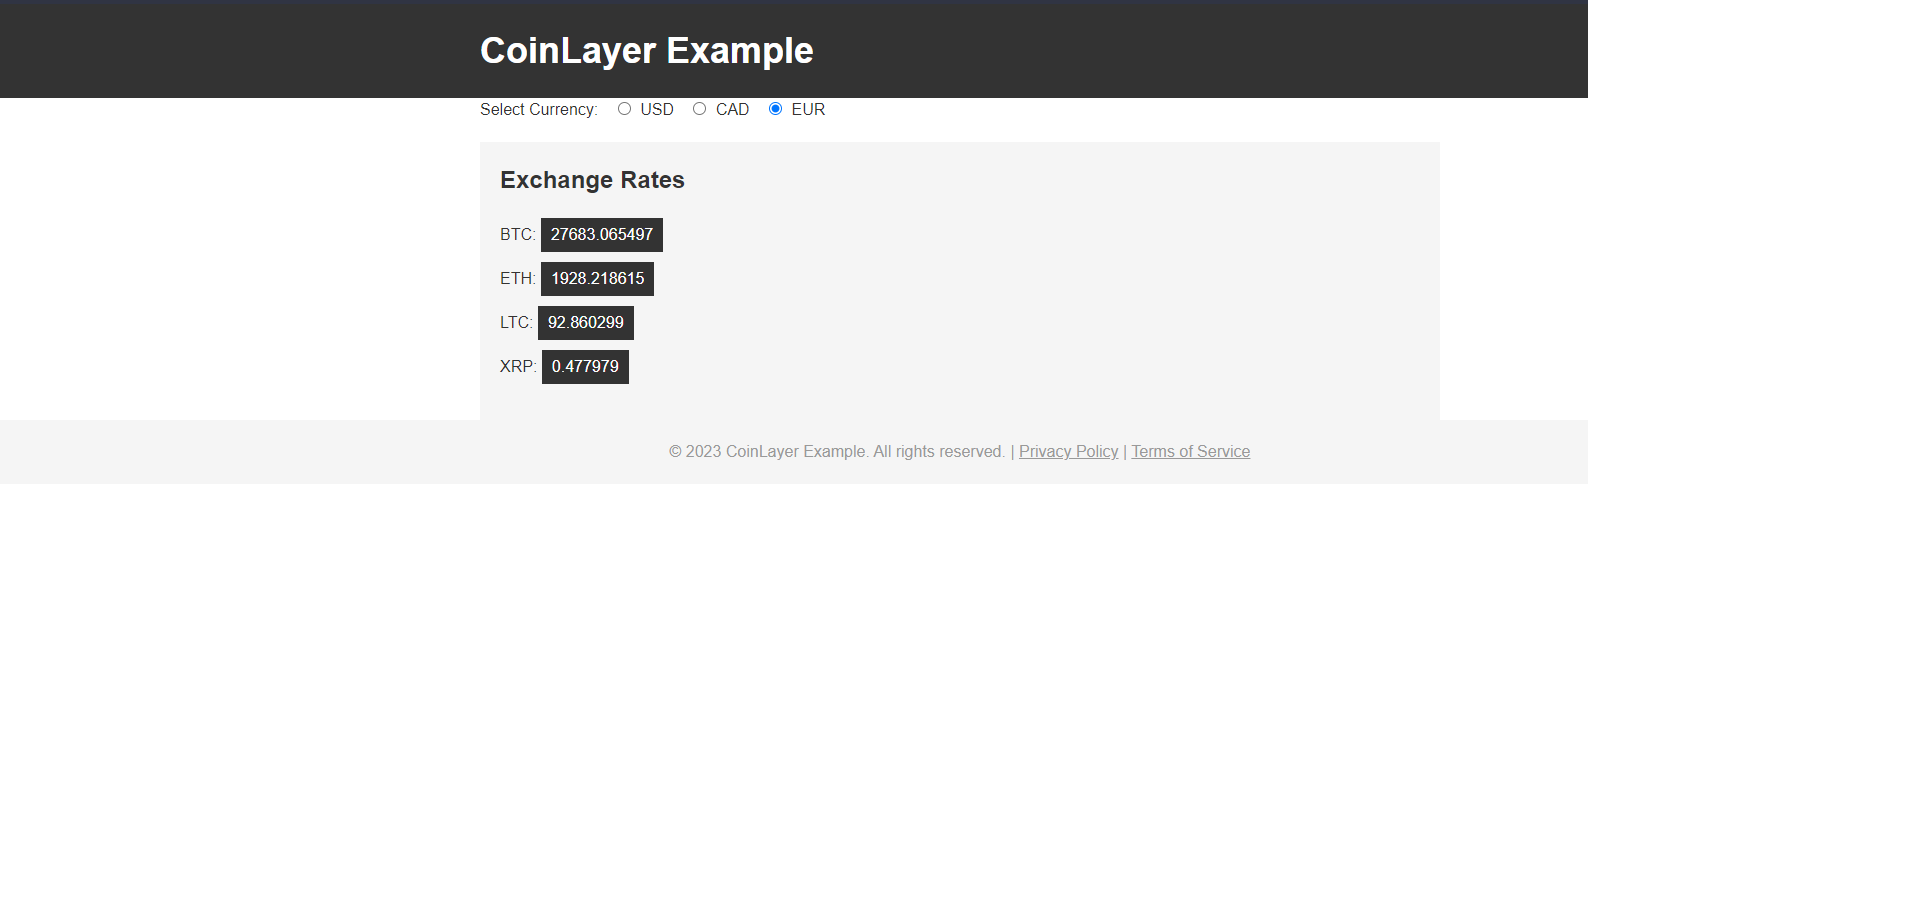 CoinLayer Example
Select Currency: USD CAD EUR
Exchange Rates
BTC: 27683.065497
ETH: 1928.218615
LTC: 92.860299
XRP: 0.477979
© 2023 CoinLayer Example. All rights reserved. | Privacy Policy | Terms of Service